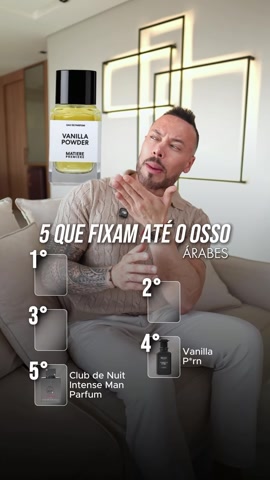 VANILLA
POWDER
MATIERE
PREMIERE
5 QUE FIXAM ATÉ O OSSO
ÁRABES
1°
2°
3°
4°
Vanilla
P*rn
5°
Club de Nuit
Intense Man
Parfum